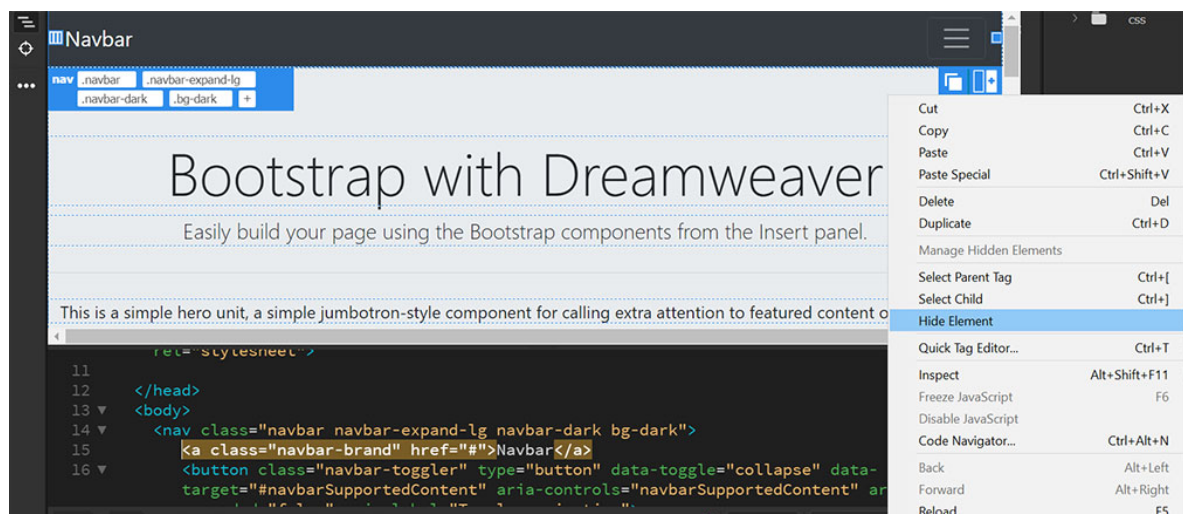 Navbar
css
nav .navbar .navbar-expand-lg
.navbar-dark .bg-dark +
Bootstrap with Dreamweaver
Easily build your page using the Bootstrap components from the Insert panel.
This is a simple hero unit, a simple jumbotron-style component for calling extra attention to featured content o
rel="stylesheet">
11
12 </head>
13 <body>
14 <nav class="navbar navbar-expand-lg navbar-dark bg-dark">
15 <a class="navbar-brand" href="#">Navbar</a>
16 <button class="navbar-toggler" type="button" data-toggle="collapse" data-
target="#navbarSupportedContent" aria-controls="navbarSupportedContent" ar
Cut Ctrl+X
Copy Ctrl+C
Paste Ctrl+V
Paste Special Ctrl+Shift+V
Delete Del
Duplicate Ctrl+D
Manage Hidden Elements
Select Parent Tag Ctrl+[
Select Child Ctrl+]
Hide Element
Quick Tag Editor... Ctrl+T
Inspect Alt+Shift+F11
Freeze JavaScript F6
Disable JavaScript
Code Navigator... Ctrl+Alt+N
Back Alt+Left
Forward Alt+Right
Reload F5